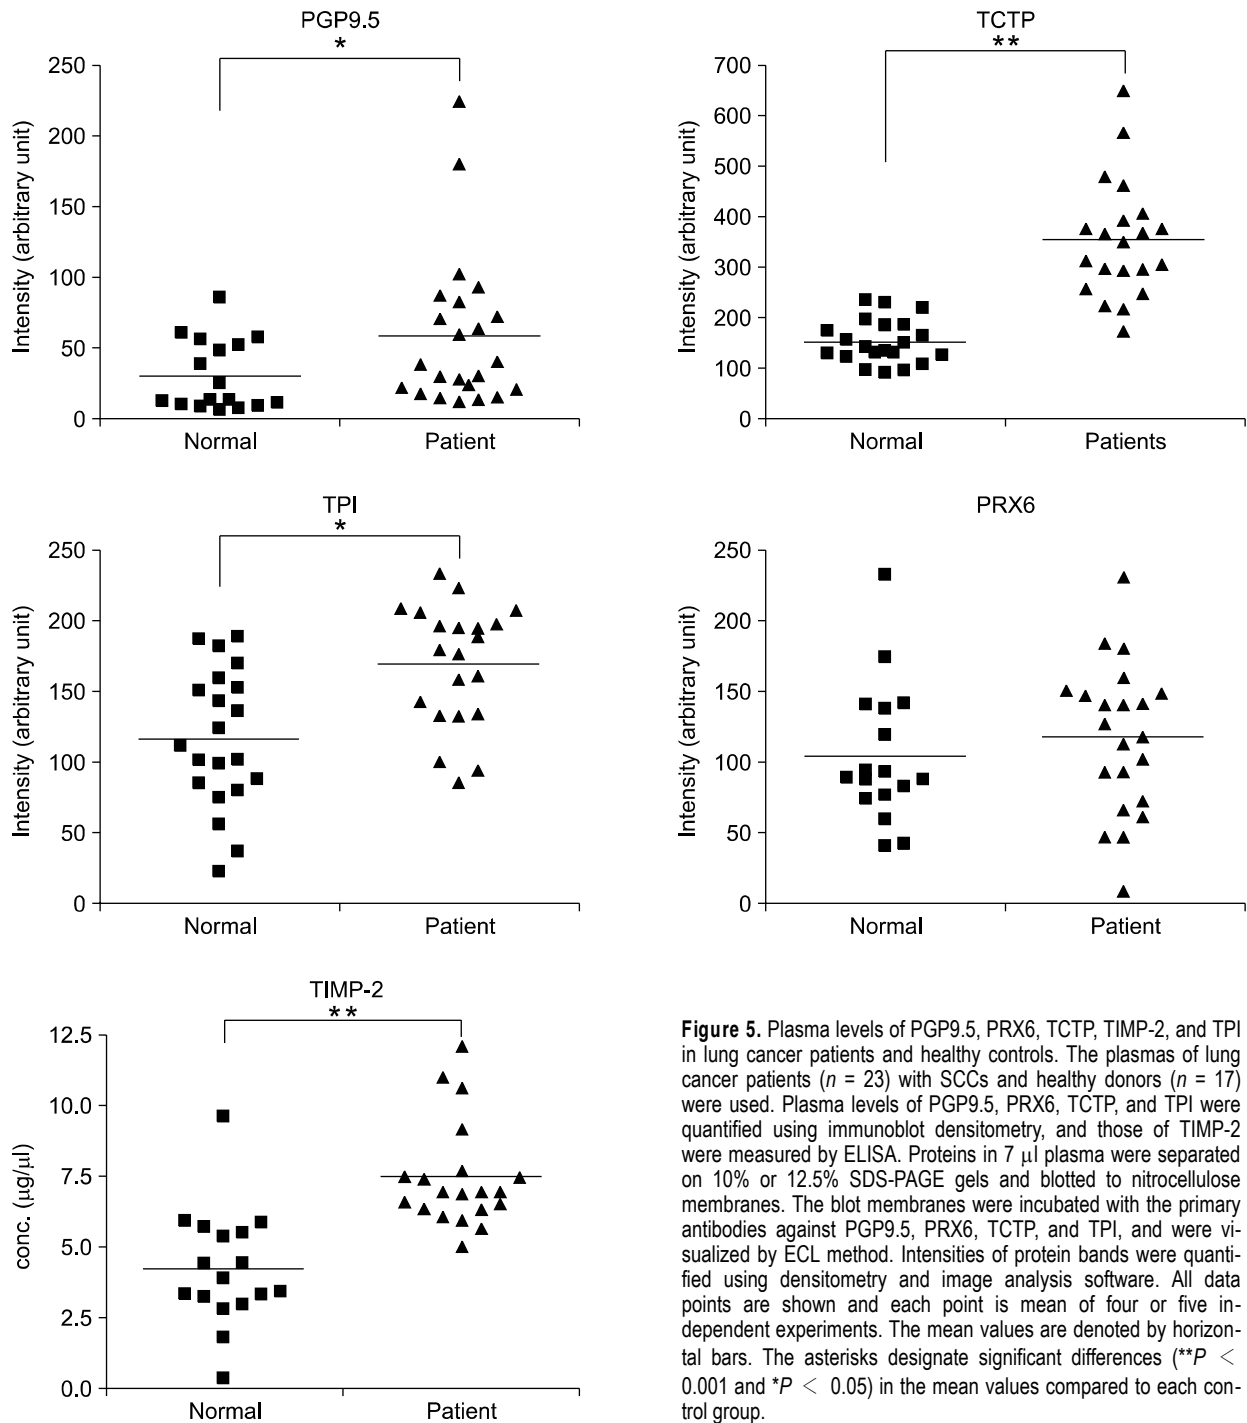 PGP9.5
*
250
200
150
100
50
0
Intensity (arbitrary unit)
Normal Patient
TCTP
**
700
600
500
400
300
200
100
0
Intensity (arbitrary unit)
Normal Patients
TPI
*
250
200
150
100
50
0
Intensity (arbitrary unit)
Normal Patient
PRX6
250
200
150
100
50
0
Intensity (arbitrary unit)
Normal Patient
TIMP-2
**
12.5
10.0
7.5
5.0
2.5
0.0
conc. (μg/μl)
Normal Patient
Figure 5. Plasma levels of PGP9.5, PRX6, TCTP, TIMP-2, and TPI
in lung cancer patients and healthy controls. The plasmas of lung
cancer patients (n = 23) with SCCs and healthy donors (n = 17)
were used. Plasma levels of PGP9.5, PRX6, TCTP, and TPI were
quantified using immunoblot densitometry, and those of TIMP-2
were measured by ELISA. Proteins in 7 μl plasma were separated
on 10% or 12.5% SDS-PAGE gels and blotted to nitrocellulose
membranes. The blot membranes were incubated with the primary
antibodies against PGP9.5, PRX6, TCTP, and TPI, and were vi-
sualized by ECL method. Intensities of protein bands were quanti-
fied using densitometry and image analysis software. All data
points are shown and each point is mean of four or five in-
dependent experiments. The mean values are denoted by horizon-
tal bars. The asterisks designate significant differences (**P <
0.001 and *P < 0.05) in the mean values compared to each con-
trol group.